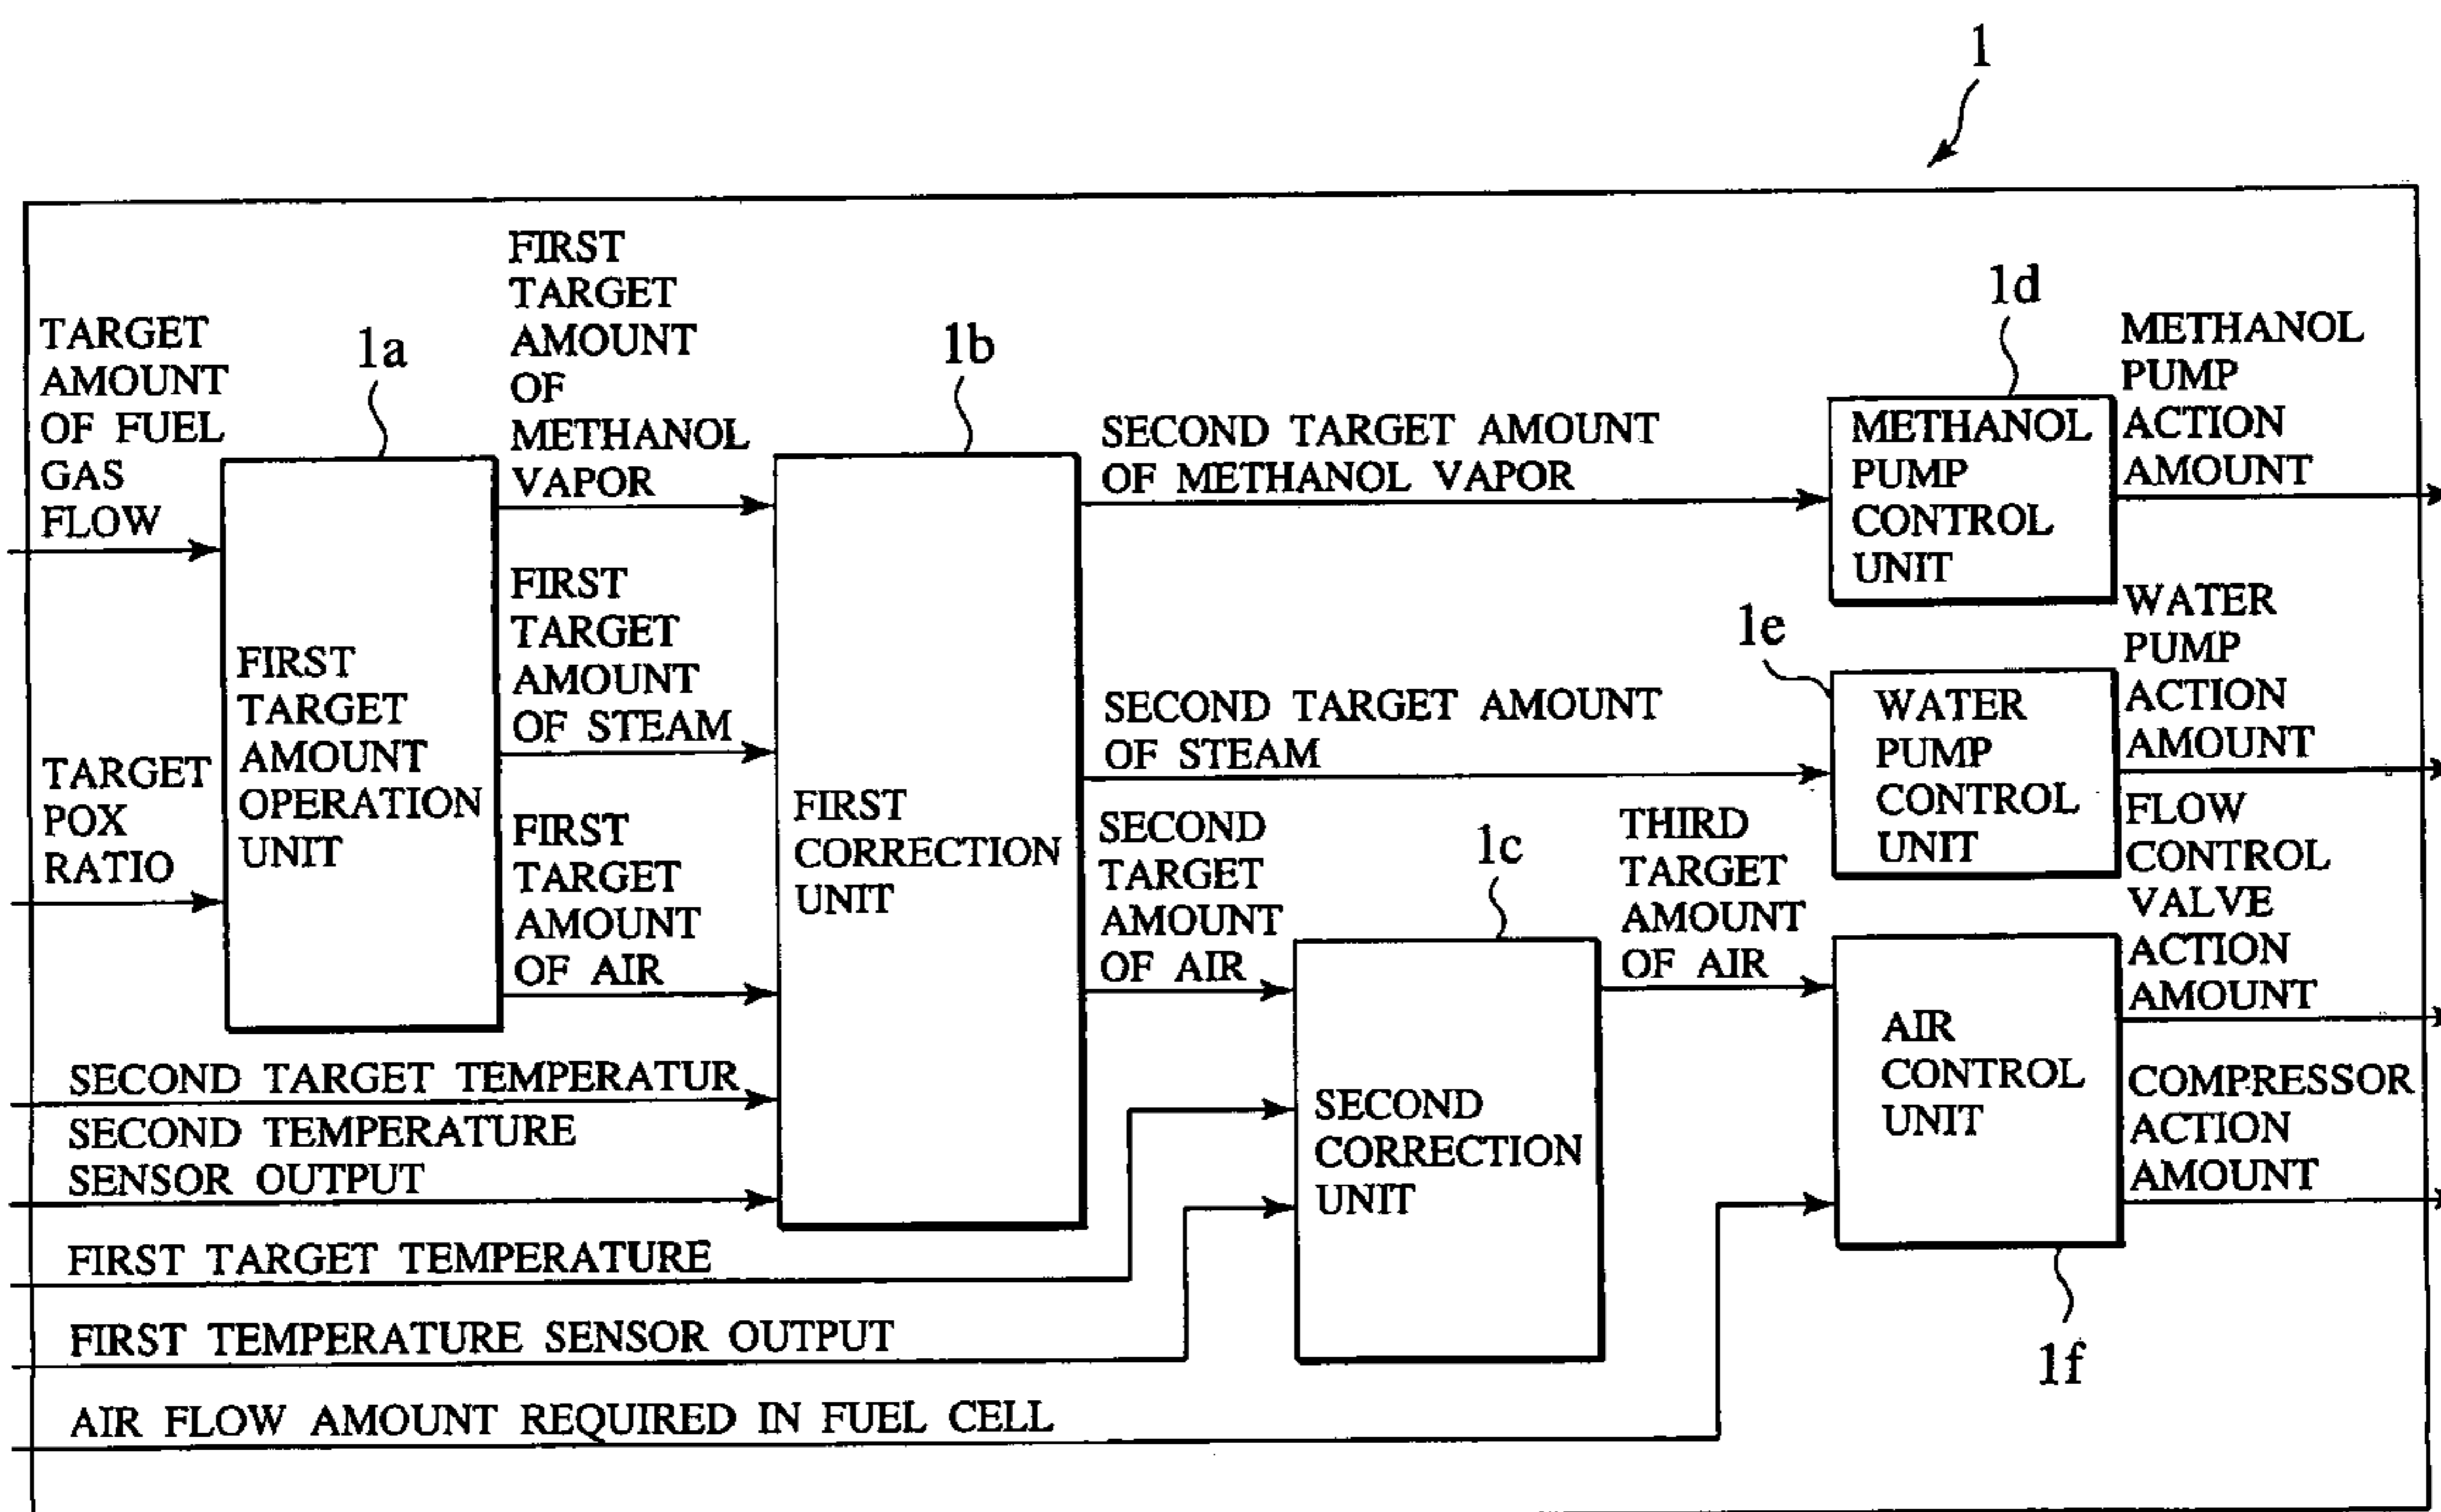 1
TARGET
AMOUNT
OF FUEL
GAS
FLOW
1a
FIRST
TARGET
AMOUNT
OF
METHANOL
VAPOR
1b
SECOND TARGET AMOUNT
OF METHANOL VAPOR
1d
METHANOL
PUMP
CONTROL
UNIT
METHANOL
PUMP
ACTION
AMOUNT
TARGET
POX
RATIO
FIRST
TARGET
AMOUNT
OPERATION
UNIT
FIRST
TARGET
AMOUNT
OF STEAM
FIRST
TARGET
AMOUNT
OF AIR
FIRST
CORRECTION
UNIT
SECOND TARGET AMOUNT
OF STEAM
1e
WATER
PUMP
CONTROL
UNIT
WATER
PUMP
ACTION
AMOUNT
SECOND
TARGET
AMOUNT
OF AIR
1c
THIRD
TARGET
AMOUNT
OF AIR
FLOW
CONTROL
VALVE
ACTION
AMOUNT
SECOND TARGET TEMPERATUR
SECOND TEMPERATURE
SENSOR OUTPUT
SECOND
CORRECTION
UNIT
AIR
CONTROL
UNIT
COMPRESSOR
ACTION
AMOUNT
FIRST TARGET TEMPERATURE
FIRST TEMPERATURE SENSOR OUTPUT
1f
AIR FLOW AMOUNT REQUIRED IN FUEL CELL